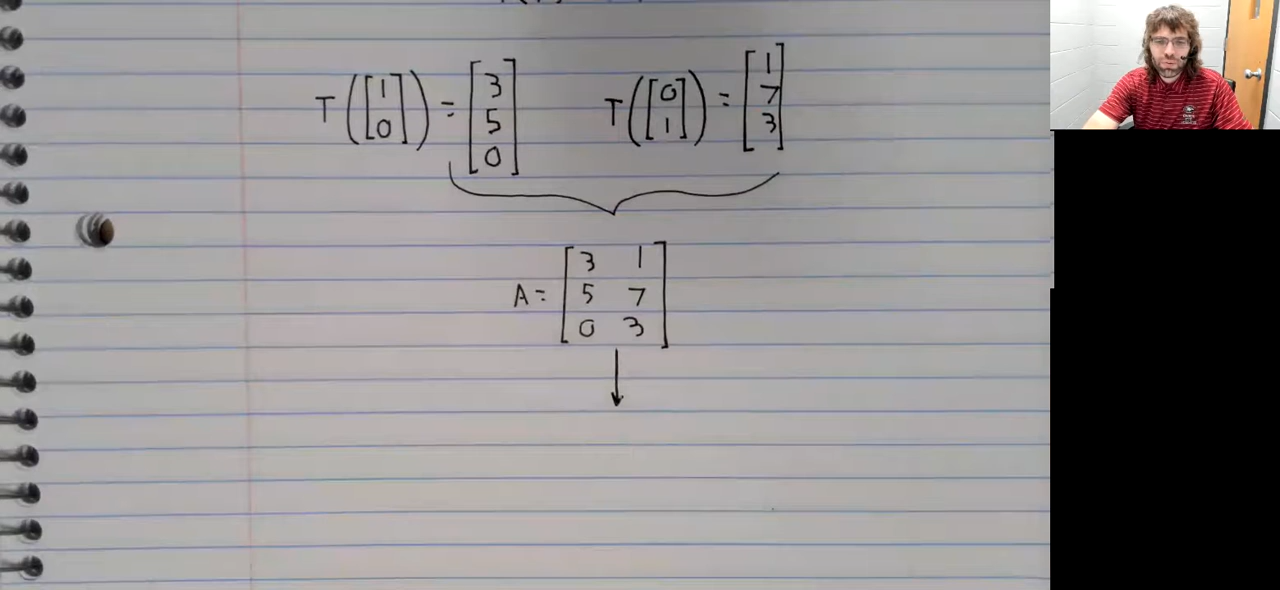 T([1 0]) = [3 5 0] T([0 1]) = [1 7 3]
A = [3 1
5 7
0 3]